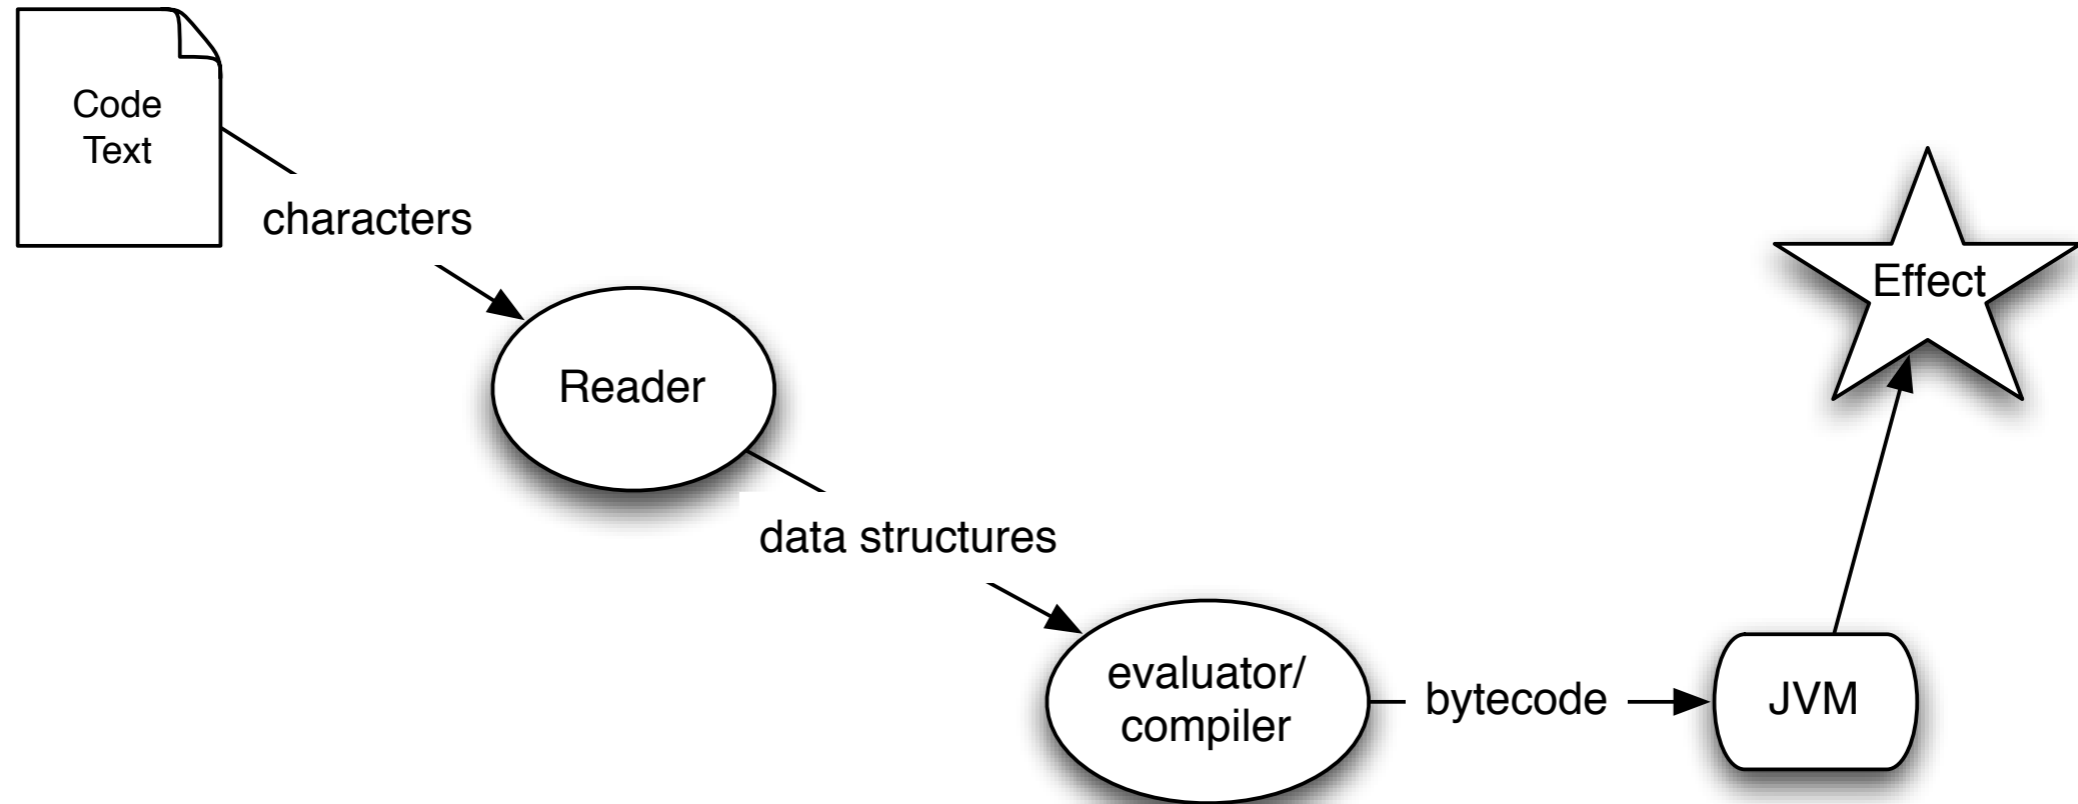 Code
Text
characters
Reader
data structures
evaluator/
compiler
bytecode
JVM
Effect